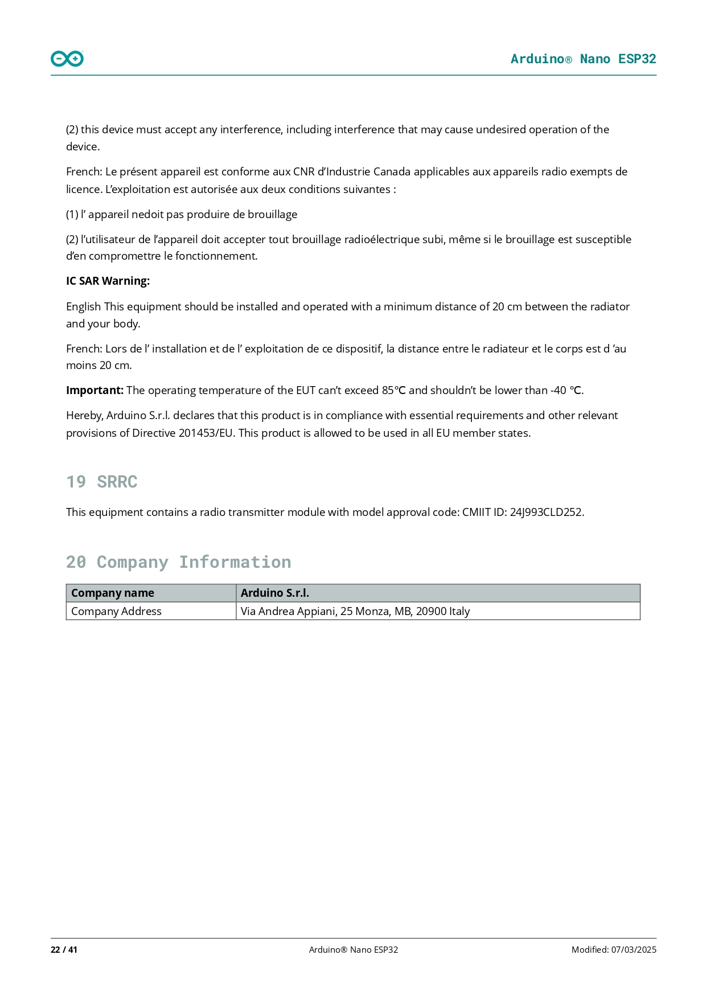 Arduino® Nano ESP32
(2) this device must accept any interference, including interference that may cause undesired operation of the
device.
French: Le présent appareil est conforme aux CNR d’Industrie Canada applicables aux appareils radio exempts de
licence. L’exploitation est autorisée aux deux conditions suivantes :
(1) l’ appareil nedoit pas produire de brouillage
(2) l’utilisateur de l’appareil doit accepter tout brouillage radioélectrique subi, même si le brouillage est susceptible
d’en compromettre le fonctionnement.
IC SAR Warning:
English This equipment should be installed and operated with a minimum distance of 20 cm between the radiator
and your body.
French: Lors de l’ installation et de l’ exploitation de ce dispositif, la distance entre le radiateur et le corps est d ’au
moins 20 cm.
Important: The operating temperature of the EUT can’t exceed 85℃ and shouldn’t be lower than -40 ℃.
Hereby, Arduino S.r.l. declares that this product is in compliance with essential requirements and other relevant
provisions of Directive 201453/EU. This product is allowed to be used in all EU member states.
19 SRRC
This equipment contains a radio transmitter module with model approval code: CMIIT ID: 24J993CLD252.
20 Company Information
Company name Arduino S.r.l.
Company Address Via Andrea Appiani, 25 Monza, MB, 20900 Italy
22 / 41 Arduino® Nano ESP32 Modified: 07/03/2025